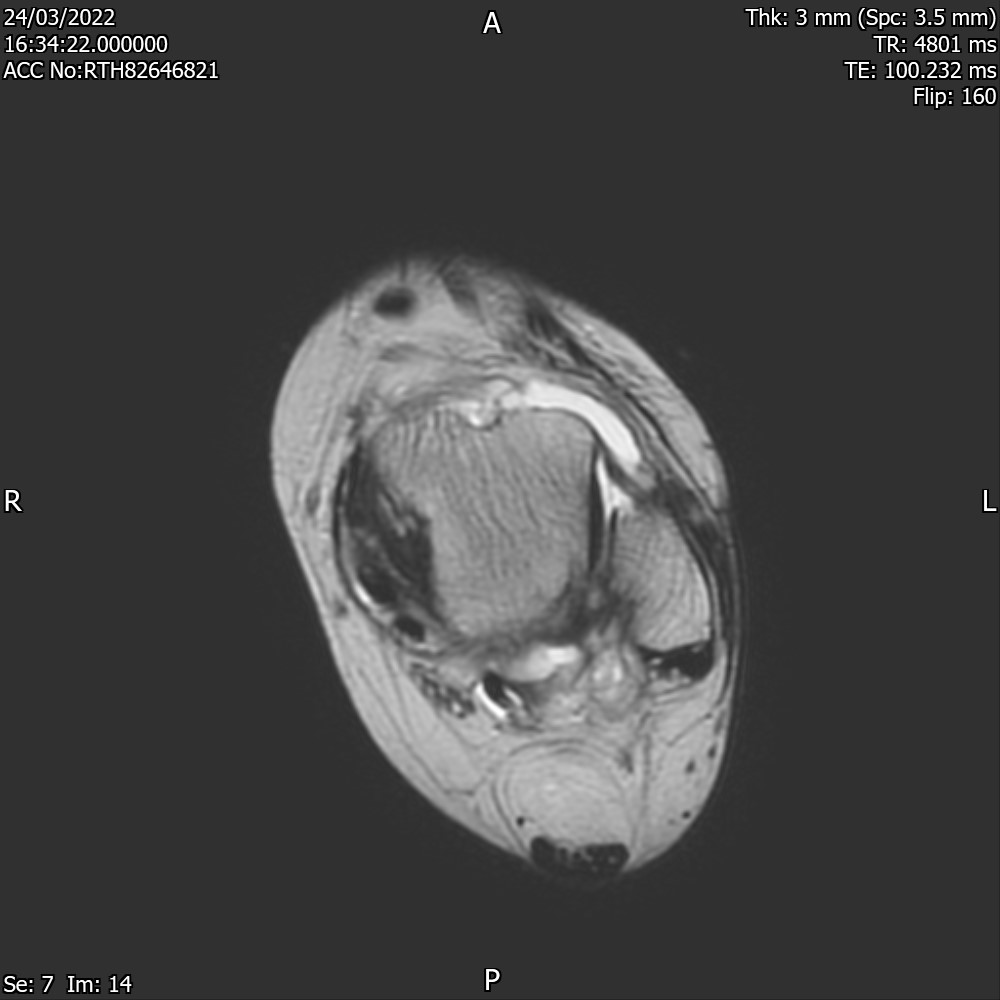 24/03/2022
16:34:22.000000
ACC No:RTH82646821
A
Thk: 3 mm (Spc: 3.5 mm)
TR: 4801 ms
TE: 100.232 ms
Flip: 160
R
L
Se: 7 Im: 14
P